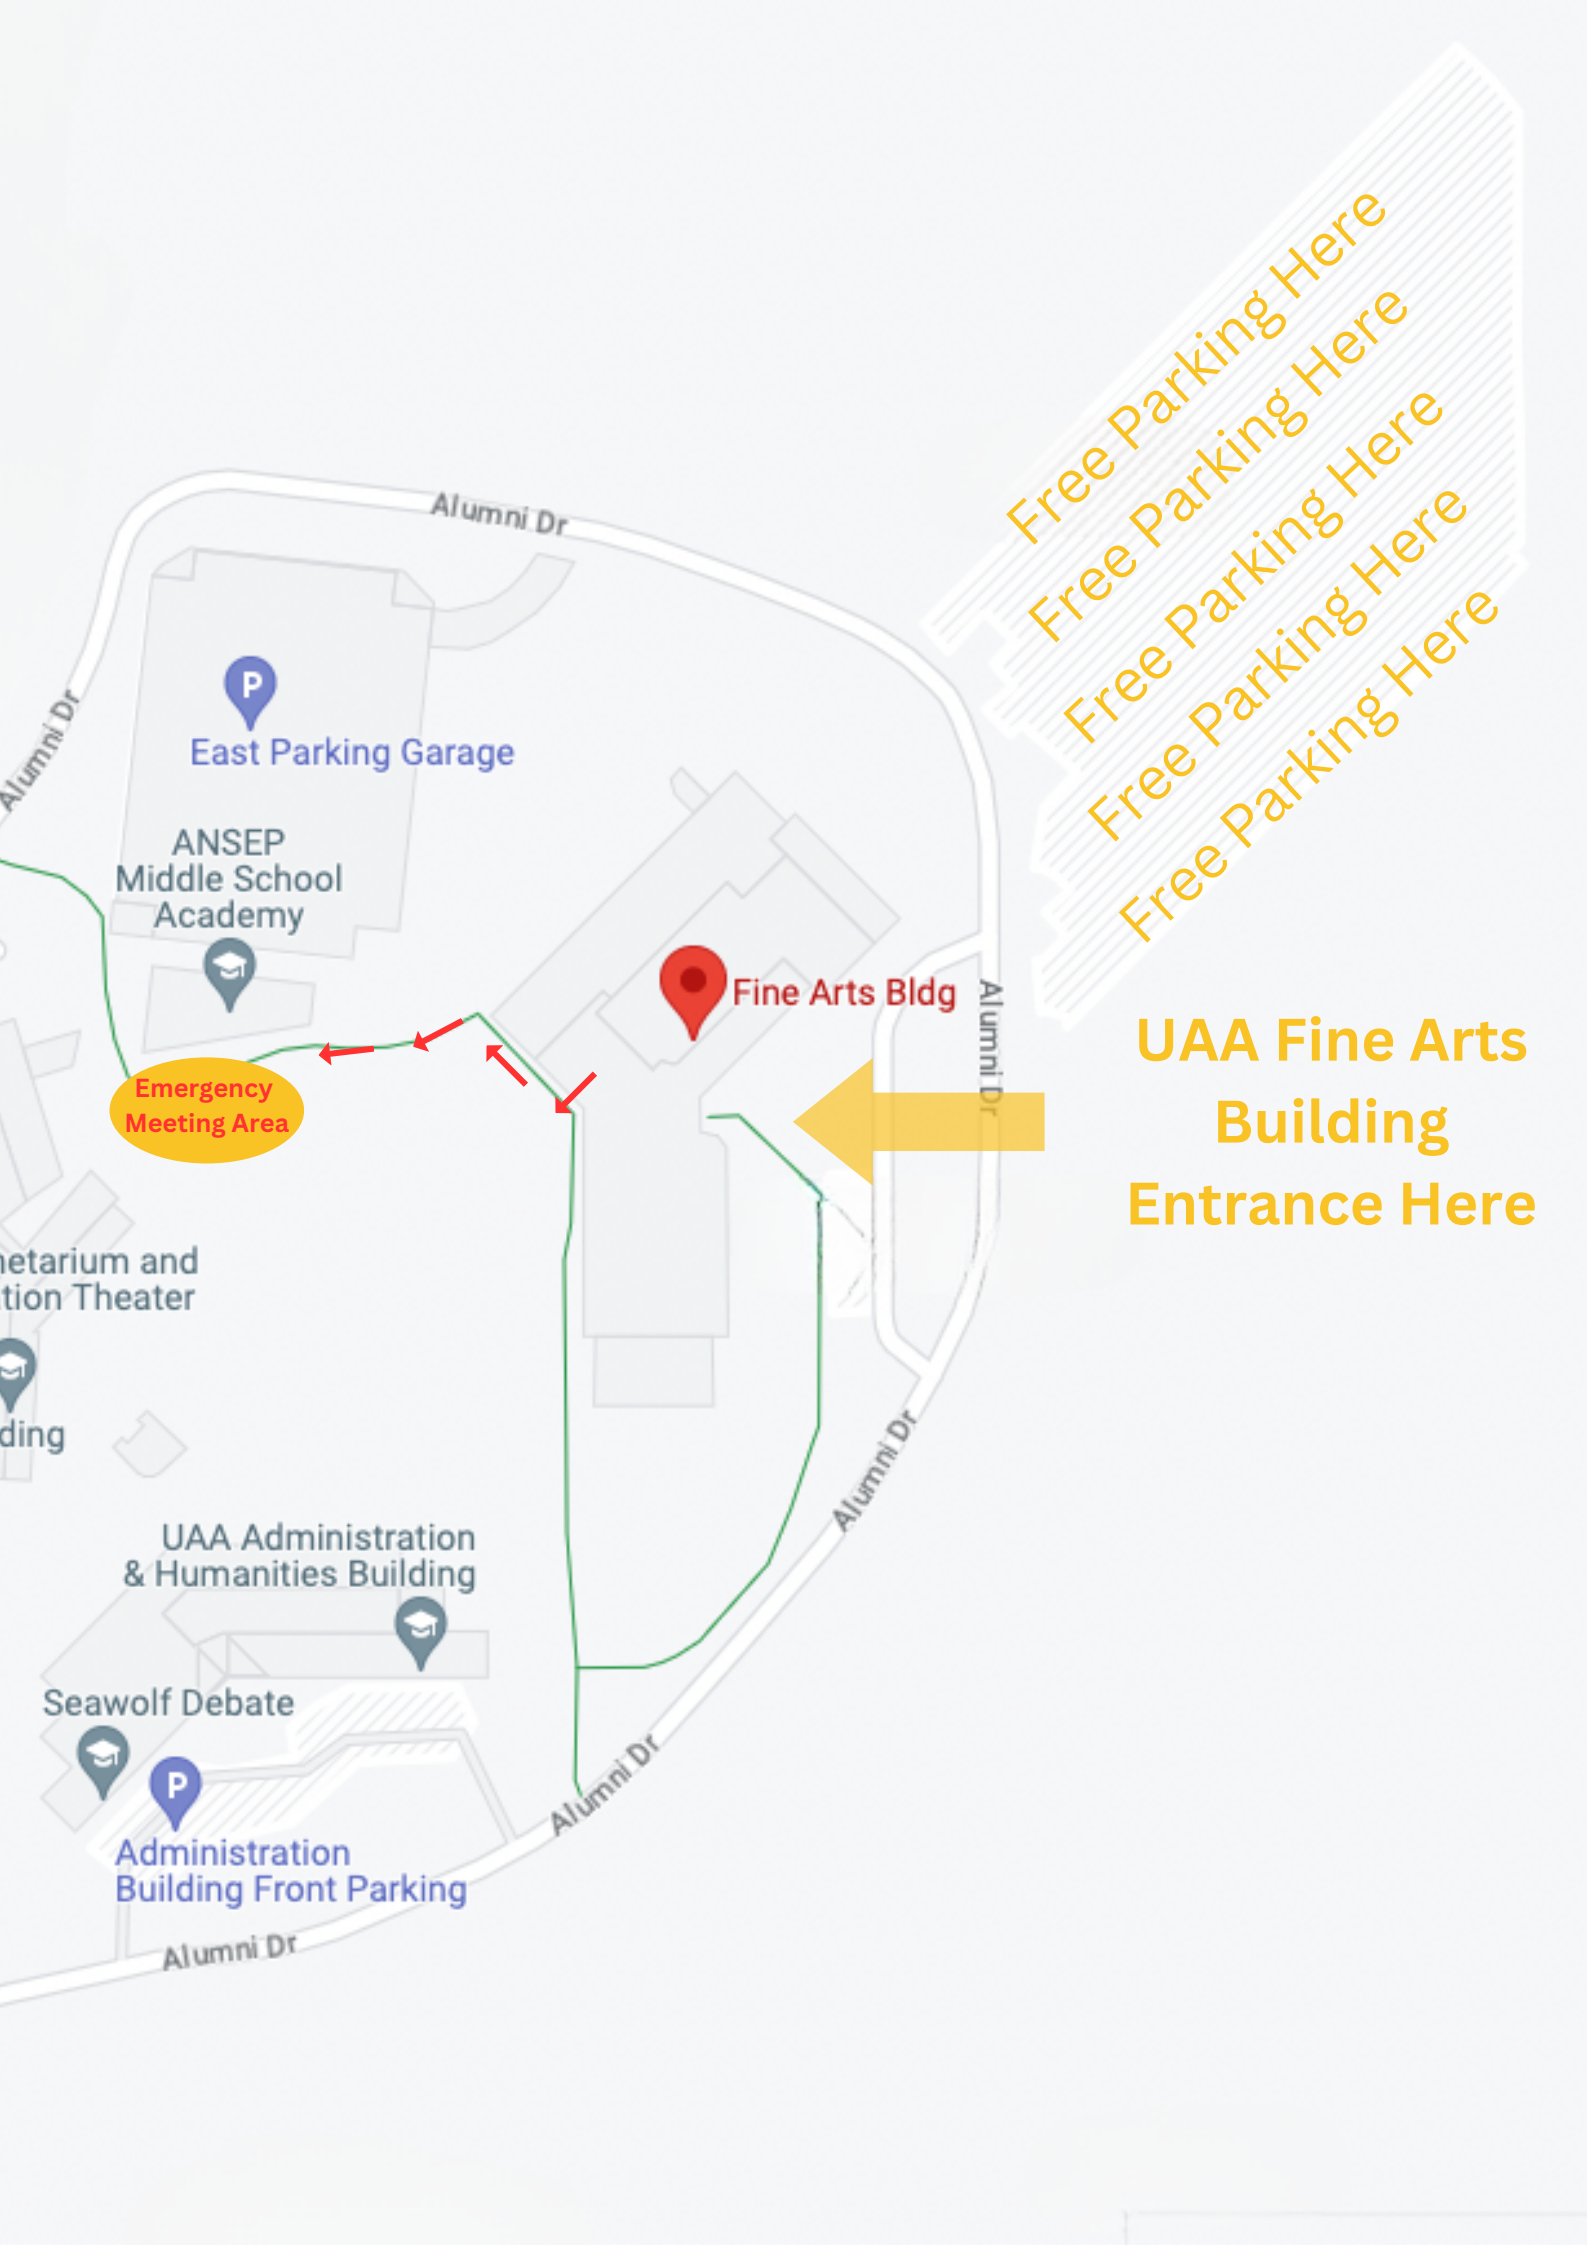 Free Parking Here
Free Parking Here
Free Parking Here
Free Parking Here
Free Parking Here
Alumni Dr
Alumni Dr
P
East Parking Garage
ANSEP
Middle School
Academy
Fine Arts Bldg
Alumni Dr
UAA Fine Arts
Building
Entrance Here
Emergency
Meeting Area
netarium and
tion Theater
ding
Alumni Dr
UAA Administration
& Humanities Building
Seawolf Debate
P
Administration
Building Front Parking
Alumni Dr
Alumni Dr